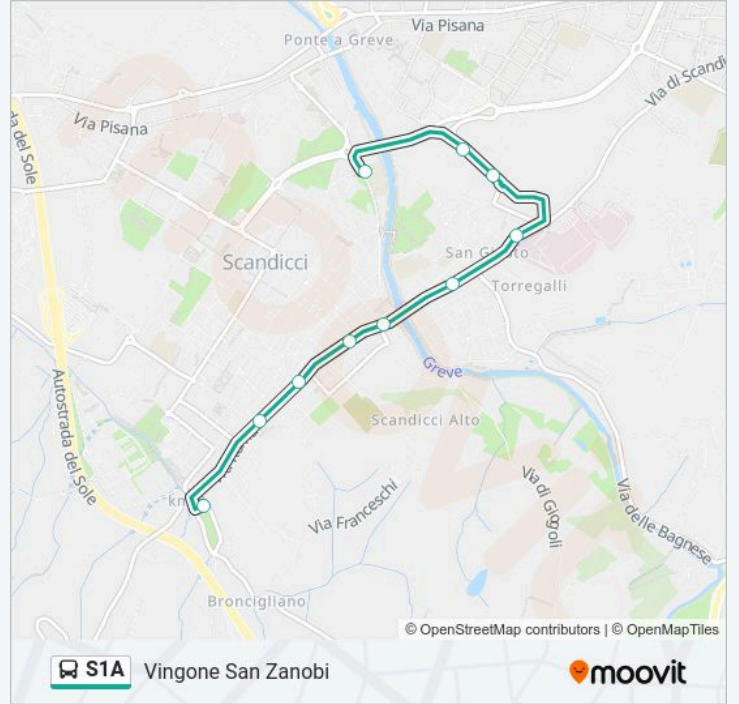 Via Pisana
Ponte a Greve
Via di Scandi
Via Pisana
da del Sole
Scandicci
San Giusto
Torregalli
Greve
Autostrada del Sole
Scandicci Alto
km
Via Franceschi
Via di Giogoli
Via delle Bagnese
Broncigliano
© OpenStreetMap contributors | © OpenMapTiles
S1A Vingone San Zanobi
moovit